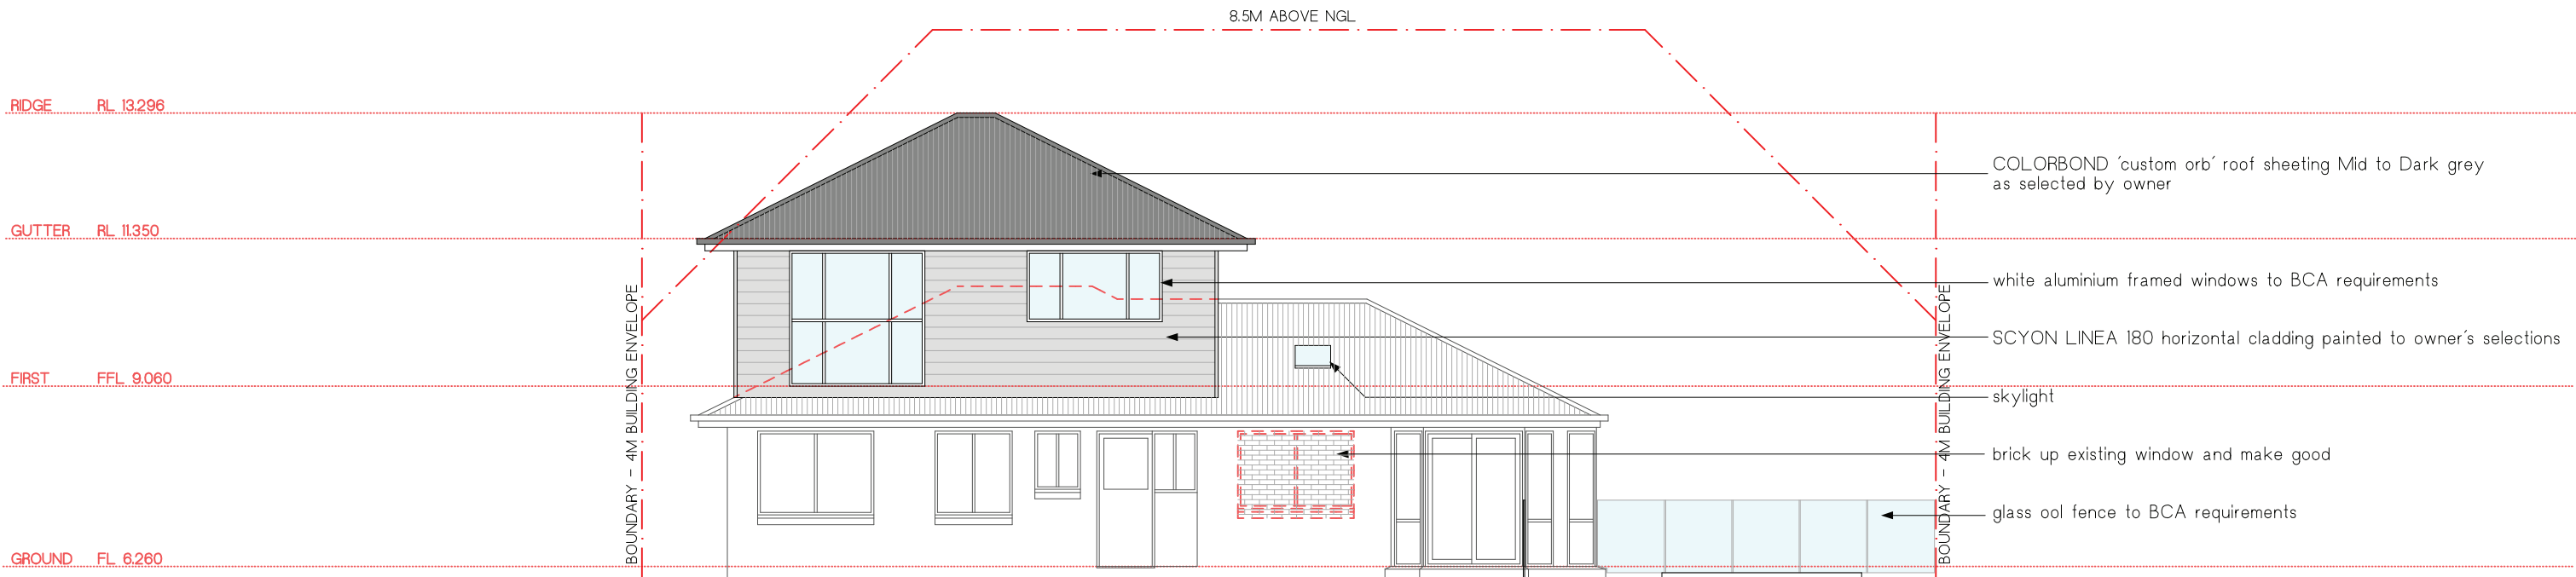 8.5M ABOVE NGL
RIDGE RL 13.296
COLORBOND 'custom orb' roof sheeting Mid to Dark grey
as selected by owner
GUTTER RL 11.350
white aluminium framed windows to BCA requirements
SCYON LINEA 180 horizontal cladding painted to owner's selections
FIRST FFL 9.060
skylight
brick up existing window and make good
glass ool fence to BCA requirements
GROUND FL 6.260
BOUNDARY - 4M BUILDING ENVELOPE
BOUNDARY - 4M BUILDING ENVELOPE